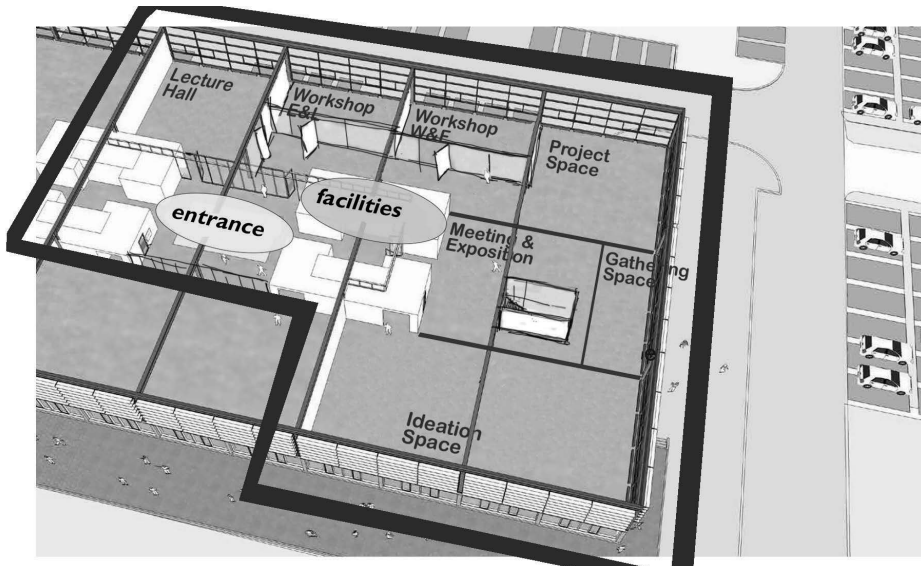 Lecture
Hall
Workshop
E&I
Workshop
W&E
Project
Space
entrance
facilities
Meeting &
Exposition
Gathering
Space
Ideation
Space